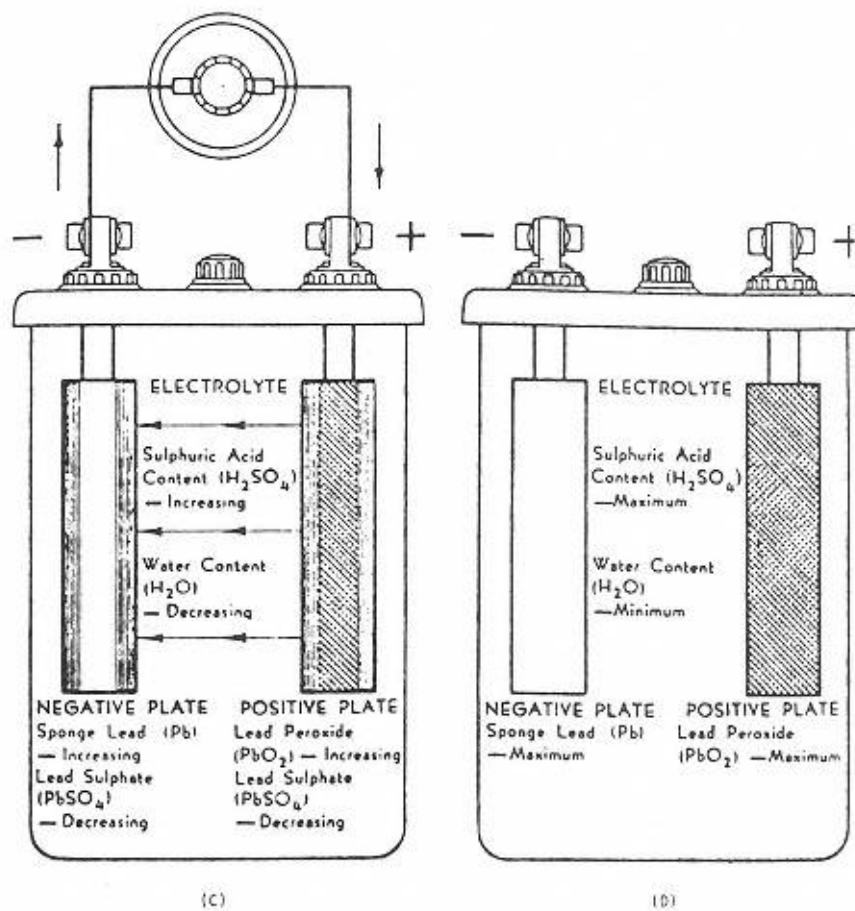 − + − +
ELECTROLYTE
Sulphuric Acid
Content (H₂SO₄)
— Increasing
Water Content
(H₂O)
— Decreasing
NEGATIVE PLATE
Sponge Lead (Pb)
— Increasing
Lead Sulphate
(PbSO₄)
— Decreasing
POSITIVE PLATE
Lead Peroxide
(PbO₂) — Increasing
Lead Sulphate
(PbSO₄)
— Decreasing
(C)
ELECTROLYTE
Sulphuric Acid
Content (H₂SO₄)
—Maximum
Water Content
(H₂O)
—Minimum
NEGATIVE PLATE
Sponge Lead (Pb)
—Maximum
POSITIVE PLATE
Lead Peroxide
(PbO₂) —Maximum
(D)